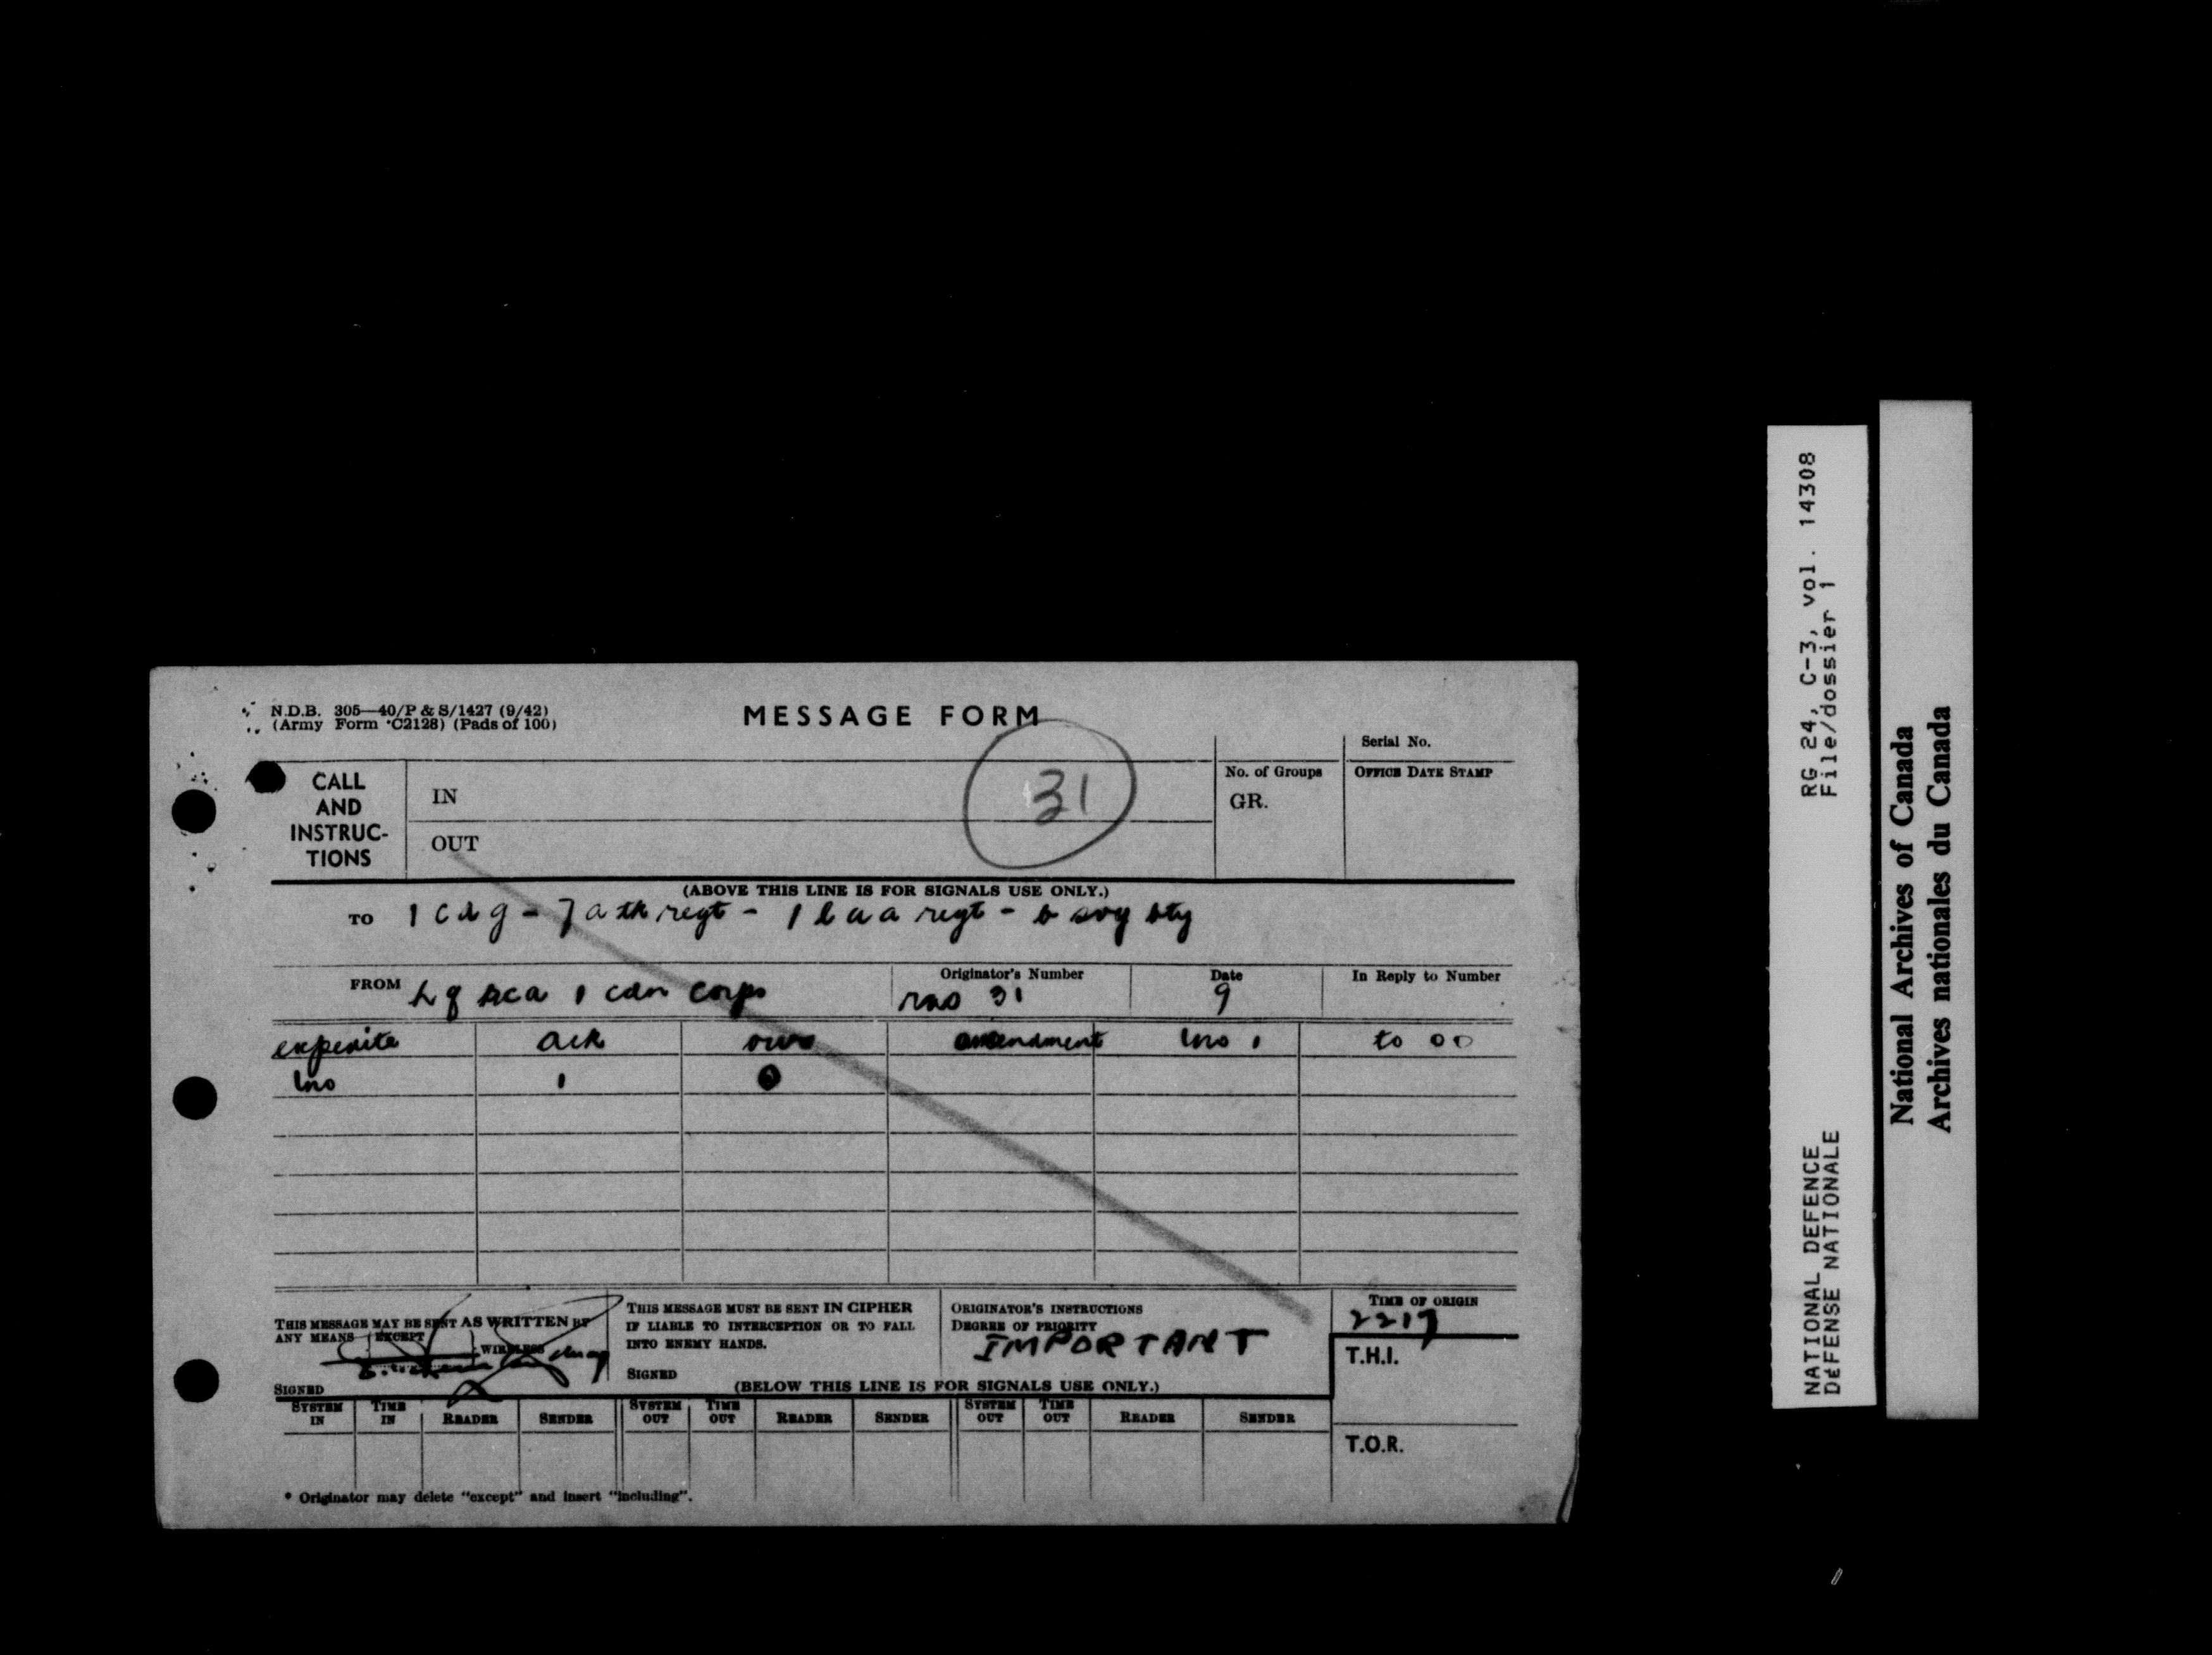 N.D.B. 305—40/P & S/1427 (9/42)
(Army Form C2128) (Pads of 100)
MESSAGE FORM
31
Serial No.
CALL AND INSTRUC-TIONS
IN
OUT
No. of Groups
GR.
OFFICE DATE STAMP
(ABOVE THIS LINE IS FOR SIGNALS USE ONLY.)
TO 1 c d g - 7 a tk regt - 1 l a a regt - b svy bty
FROM hq rca 1 cdn corps
Originator's Number
31
Date
9
In Reply to Number
expedite ack our amendment no 1 to oo
no 1
THIS MESSAGE MAY BE SENT AS WRITTEN BY
ANY MEANS EXCEPT WIRELESS
SIGNED
THIS MESSAGE MUST BE SENT IN CIPHER
IF LIABLE TO INTERCEPTION OR TO FALL
INTO ENEMY HANDS.
SIGNED
ORIGINATOR'S INSTRUCTIONS
DEGREE OF PRIORITY
IMPORTANT
TIME OF ORIGIN
2217
T.H.I.
T.O.R.
(BELOW THIS LINE IS FOR SIGNALS USE ONLY.)
SYSTEM IN TIME IN READER SENDER SYSTEM OUT TIME OUT READER SENDER SYSTEM OUT TIME OUT READER SENDER
* Originator may delete "except" and insert "including".
RG 24, C-3, vol. 14308
File/dossier 1
NATIONAL DEFENCE
DÉFENSE NATIONALE
National Archives of Canada
Archives nationales du Canada